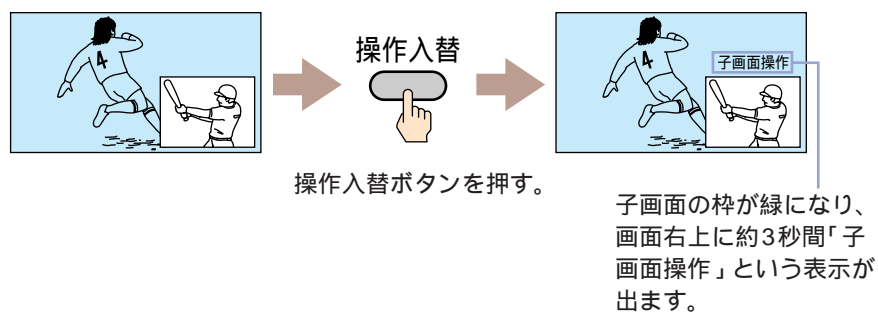 操作入替
4
4
子画面操作
操作入替ボタンを押す。
子画面の枠が緑になり、
画面右上に約3秒間「子
画面操作」という表示が
出ます。